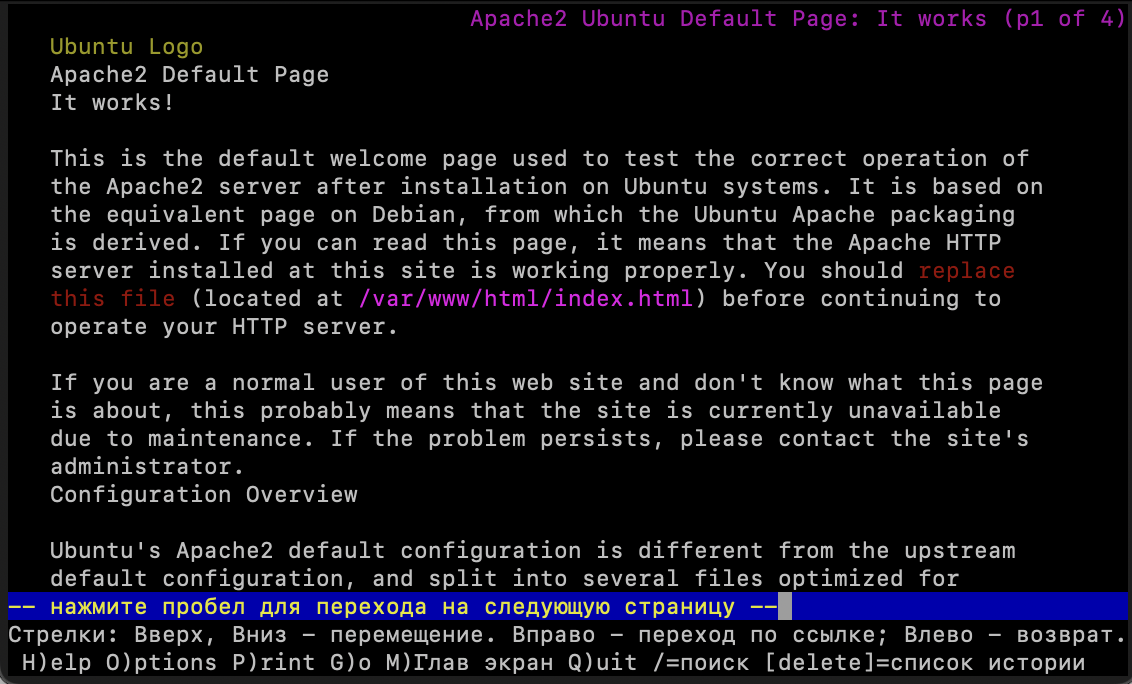 Apache2 Ubuntu Default Page: It works (p1 of 4)
Ubuntu Logo
Apache2 Default Page
It works!
This is the default welcome page used to test the correct operation of
the Apache2 server after installation on Ubuntu systems. It is based on
the equivalent page on Debian, from which the Ubuntu Apache packaging
is derived. If you can read this page, it means that the Apache HTTP
server installed at this site is working properly. You should replace
this file (located at /var/www/html/index.html) before continuing to
operate your HTTP server.
If you are a normal user of this web site and don't know what this page
is about, this probably means that the site is currently unavailable
due to maintenance. If the problem persists, please contact the site's
administrator.
Configuration Overview
Ubuntu's Apache2 default configuration is different from the upstream
default configuration, and split into several files optimized for
-- нажмите пробел для перехода на следующую страницу --
Стрелки: Вверх, Вниз - перемещение. Вправо - переход по ссылке; Влево - возврат.
H)elp O)ptions P)rint G)o M)Глав экран Q)uit /=поиск [delete]=список истории